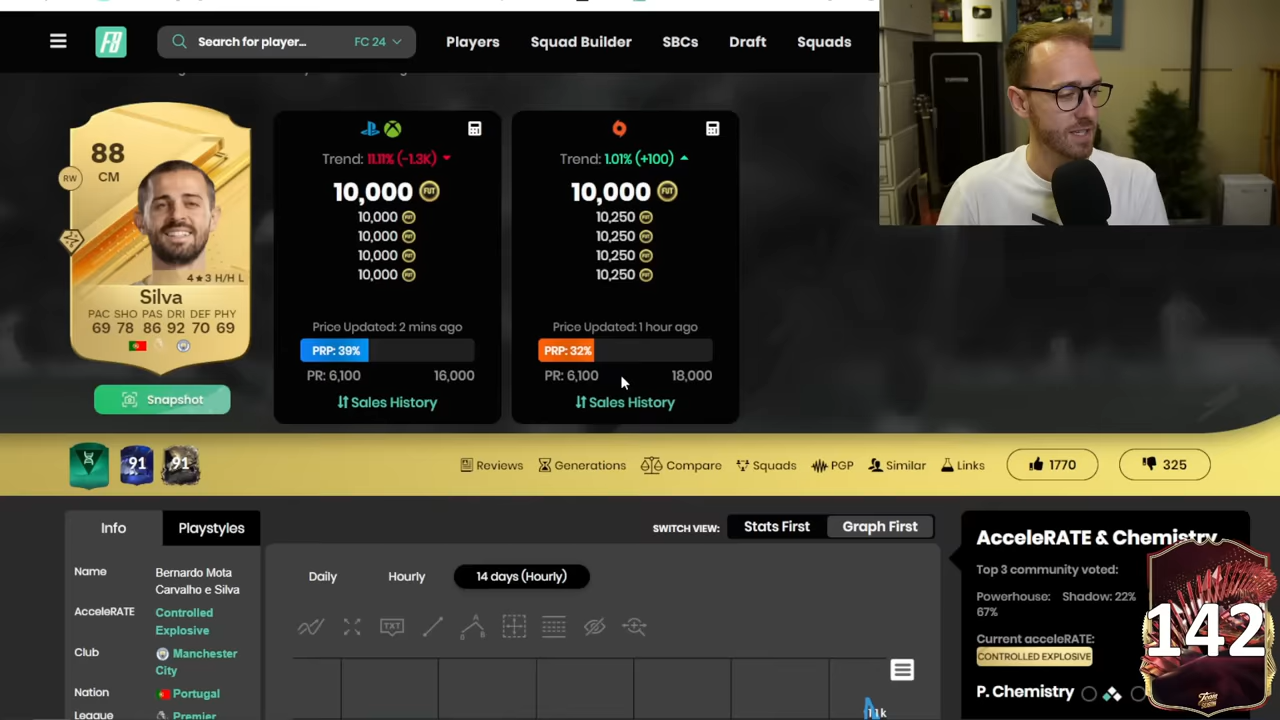 FB
Search for player...
FC 24
Players
Squad Builder
SBCs
Draft
Squads
88
CM
RW
4★3 H/H L
Silva
PAC SHO PAS DRI DEF PHY
69 78 86 92 70 69
Snapshot
Trend: 11.11% (-1.3K)
10,000 FUT
10,000
10,000
10,000
10,000
Price Updated: 2 mins ago
PRP: 39%
PR: 6,100
16,000
Sales History
Trend: 1.01% (+100)
10,000 FUT
10,250
10,250
10,250
10,250
Price Updated: 1 hour ago
PRP: 32%
PR: 6,100
18,000
Sales History
91
91
Reviews
Generations
Compare
Squads
PGP
Similar
Links
1770
325
Info
Playstyles
SWITCH VIEW:
Stats First
Graph First
Name
Bernardo Mota
Carvalho e Silva
AcceleRATE
Controlled
Explosive
Club
Manchester
City
Nation
Portugal
League
Premier
Daily
Hourly
14 days (Hourly)
TXT
11k
AcceleRATE & Chemistry
Top 3 community voted:
Powerhouse:
67%
Shadow: 22%
Current acceleRATE:
CONTROLLED EXPLOSIVE
P. Chemistry
142